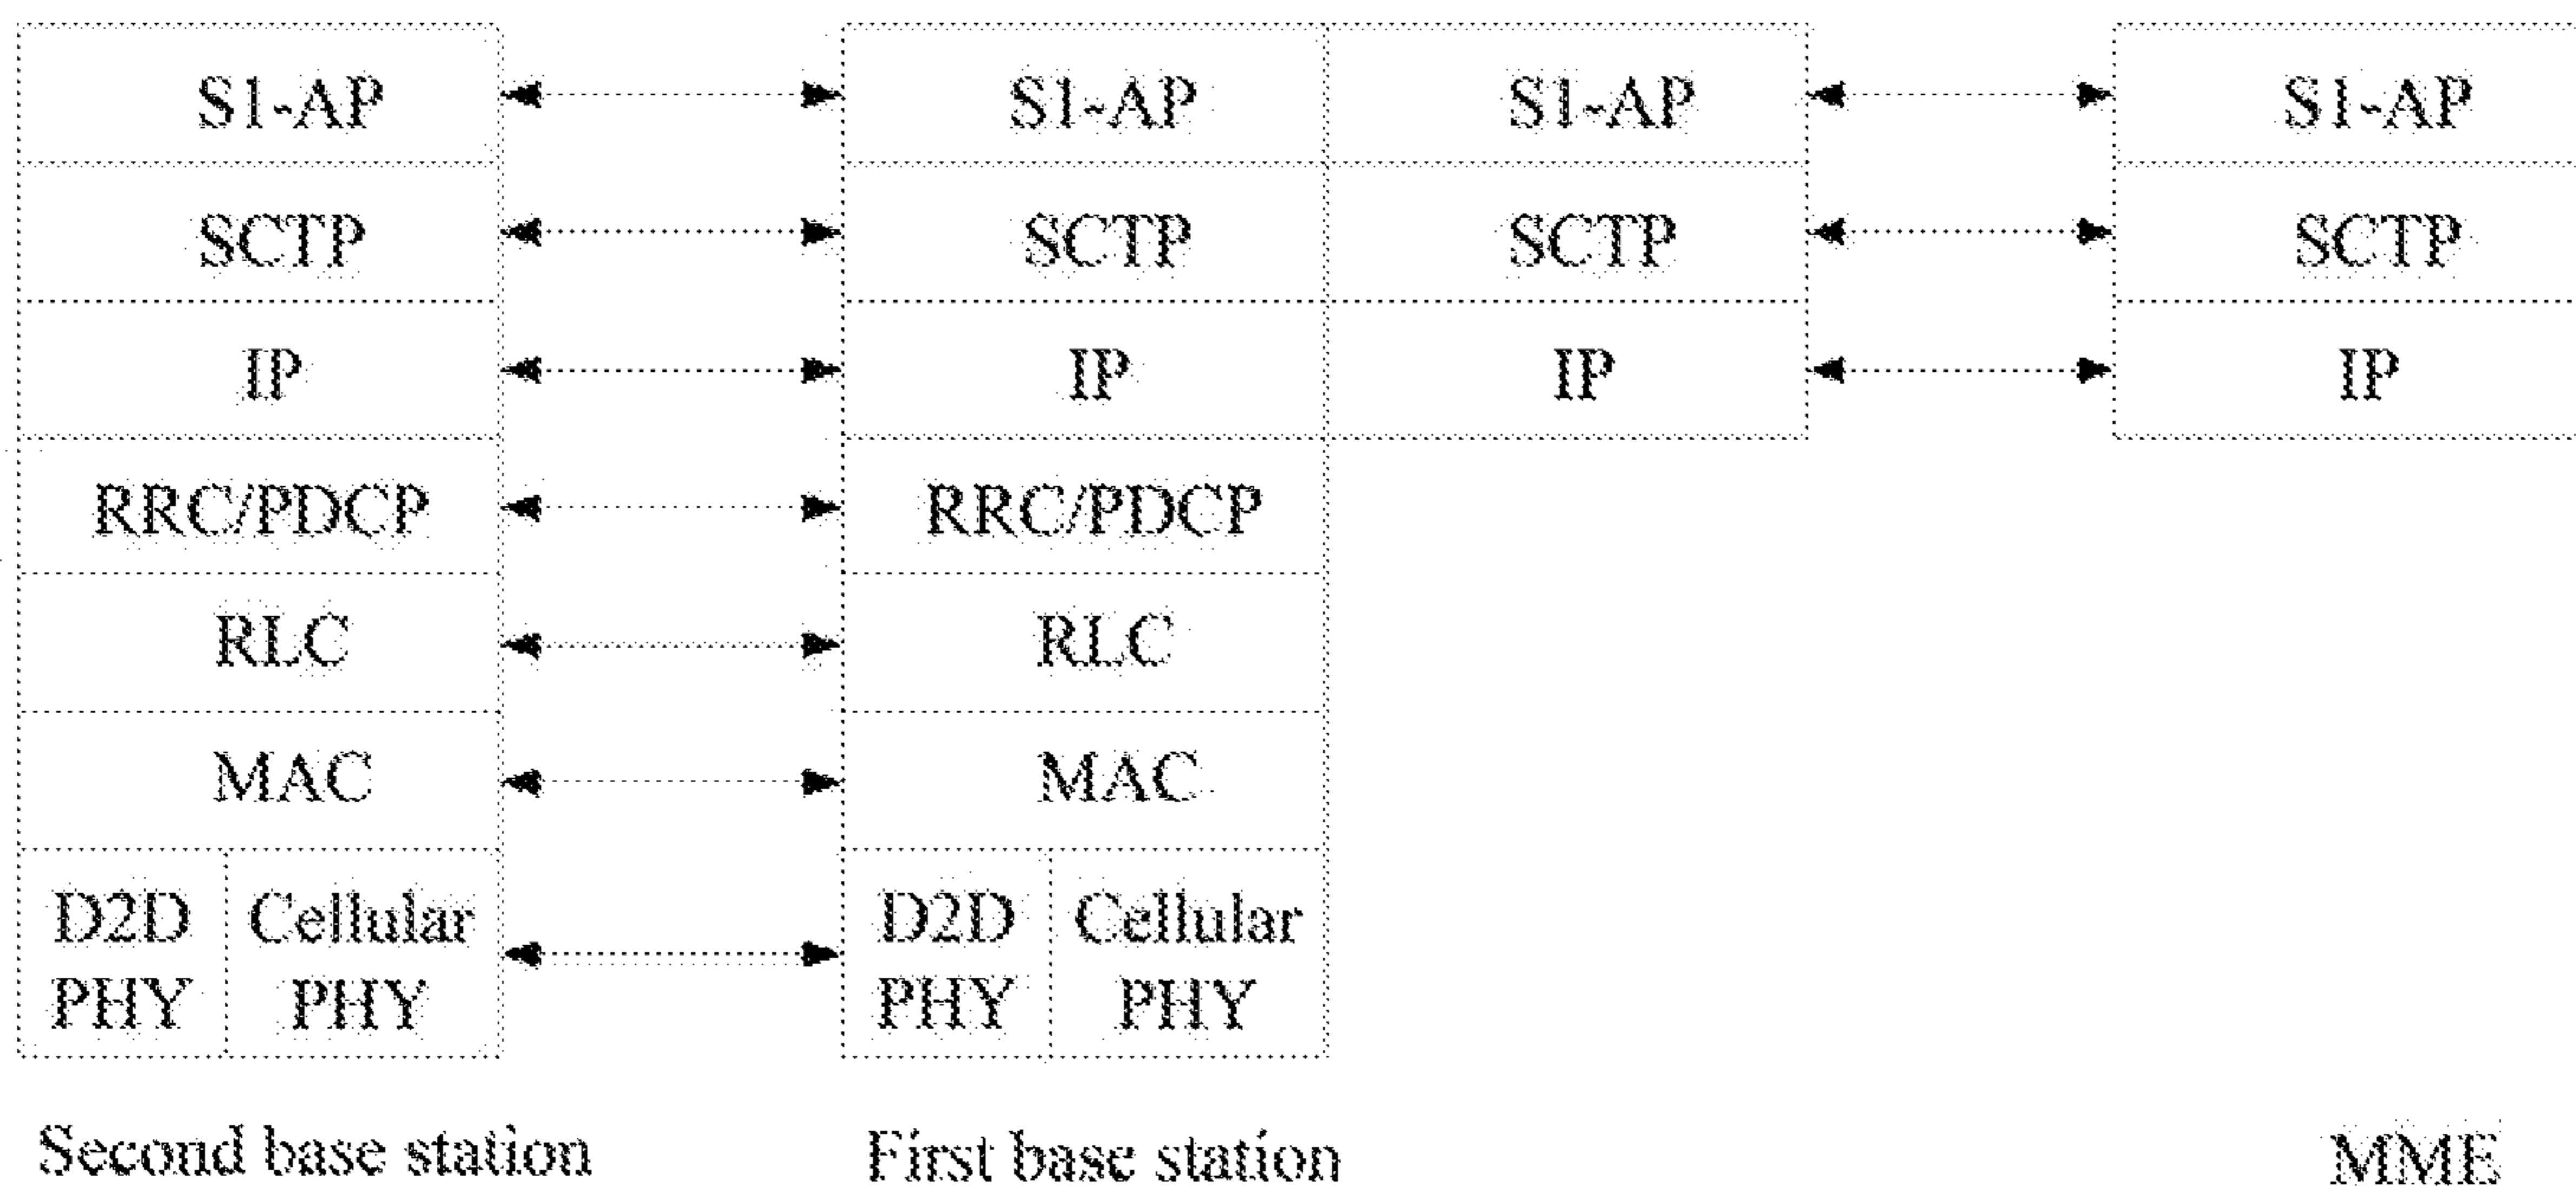 S1-AP S1-AP S1-AP S1-AP
SCTP SCTP SCTP SCTP
IP IP IP IP
RRC/PDCP RRC/PDCP
RLC RLC
MAC MAC
D2D Cellular D2D Cellular
PHY PHY PHY PHY
Second base station First base station MME